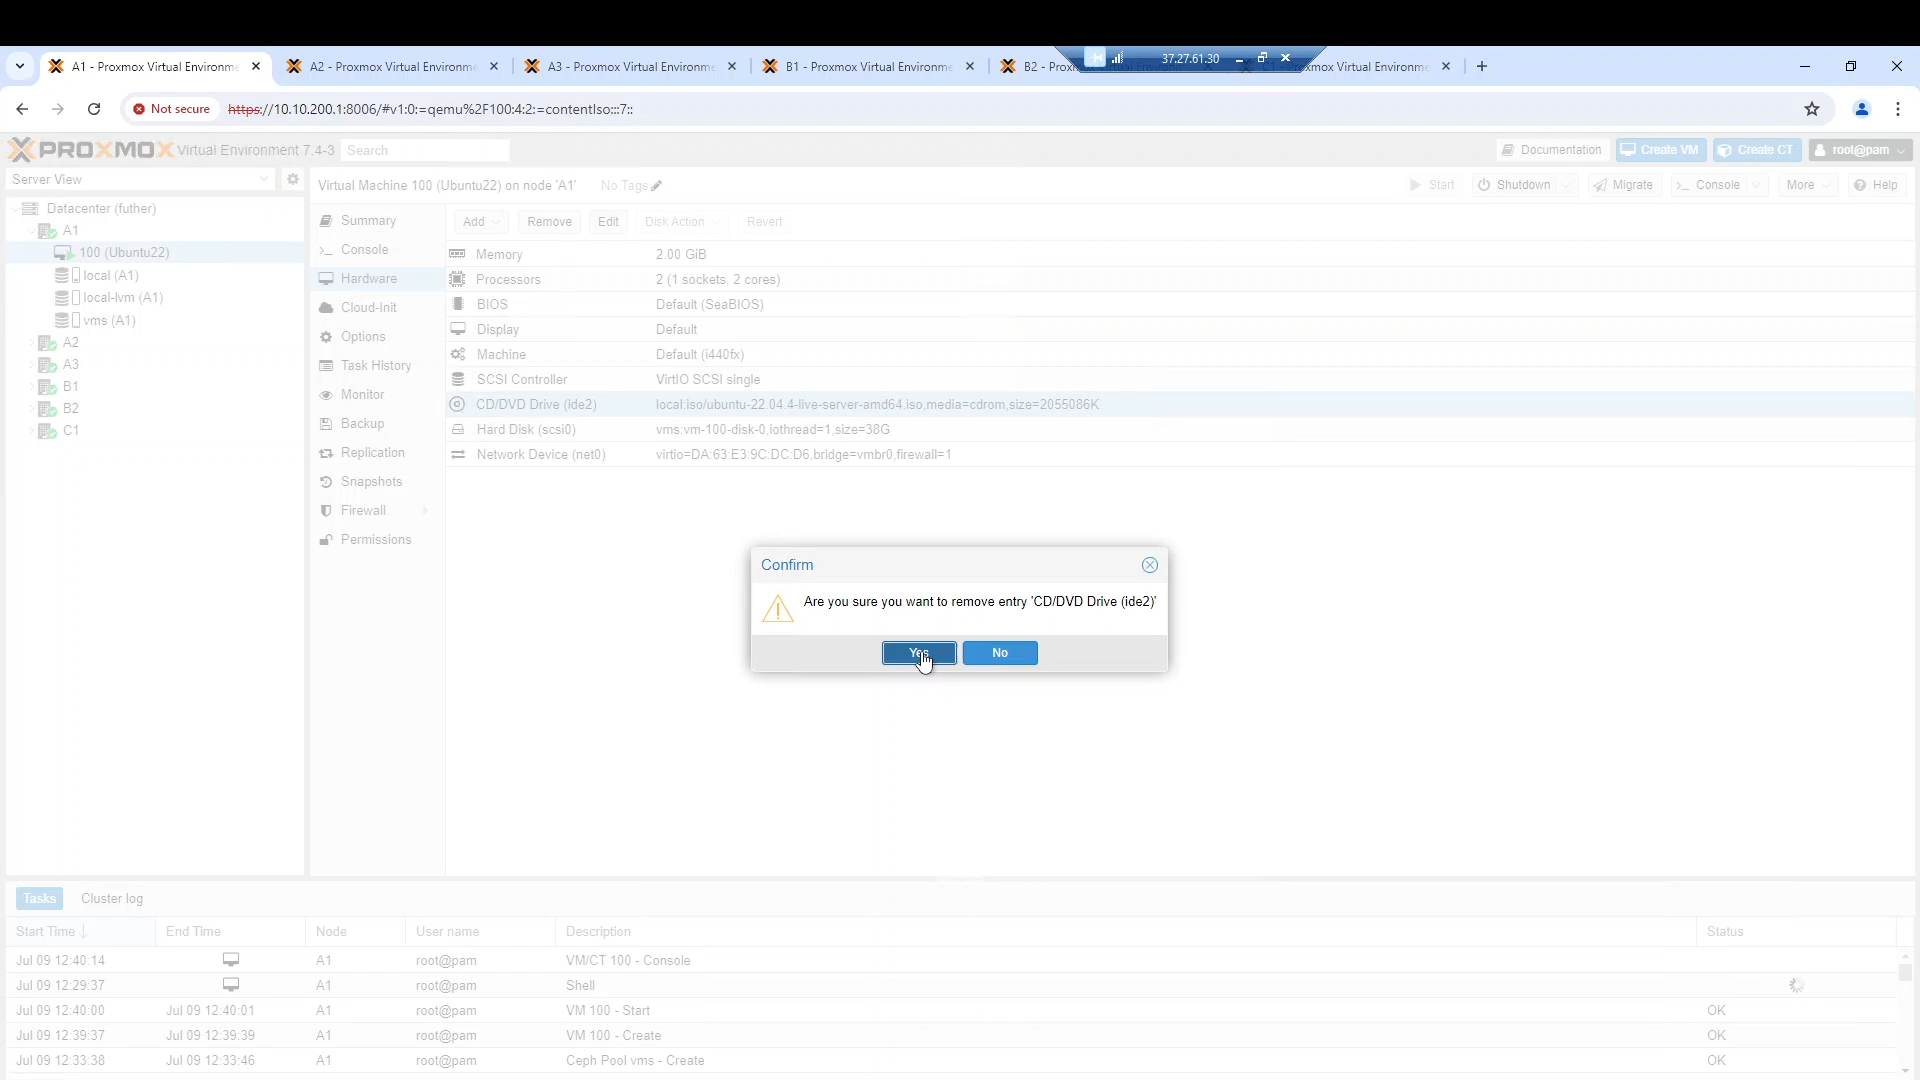 A1 - Proxmox Virtual Environme
A2 - Proxmox Virtual Environme
A3 - Proxmox Virtual Environme
B1 - Proxmox Virtual Environme
B2 - Prox
37.27.61.30
C1 - Proxmox Virtual Environme
Not secure
https://10.10.200.1:8006/#v1:0:=qemu%2F100:4:2:=contentIso:::7::
PROXMOX Virtual Environment 7.4-3
Search
Documentation
Create VM
Create CT
root@pam
Server View
Virtual Machine 100 (Ubuntu22) on node 'A1'
No Tags
Start
Shutdown
Migrate
Console
More
Help
Datacenter (futher)
A1
100 (Ubuntu22)
local (A1)
local-lvm (A1)
vms (A1)
A2
A3
B1
B2
C1
Summary
Console
Hardware
Cloud-Init
Options
Task History
Monitor
Backup
Replication
Snapshots
Firewall
Permissions
Add
Remove
Edit
Disk Action
Revert
Memory 2.00 GiB
Processors 2 (1 sockets, 2 cores)
BIOS Default (SeaBIOS)
Display Default
Machine Default (i440fx)
SCSI Controller VirtIO SCSI single
CD/DVD Drive (ide2) local:iso/ubuntu-22.04.4-live-server-amd64.iso,media=cdrom,size=2055086K
Hard Disk (scsi0) vms:vm-100-disk-0,iothread=1,size=38G
Network Device (net0) virtio=DA:63:E3:9C:DC:D6,bridge=vmbr0,firewall=1
Confirm
Are you sure you want to remove entry 'CD/DVD Drive (ide2)'
Yes
No
Tasks
Cluster log
Start Time End Time Node User name Description Status
Jul 09 12:40:14 A1 root@pam VM/CT 100 - Console
Jul 09 12:29:37 A1 root@pam Shell
Jul 09 12:40:00 Jul 09 12:40:01 A1 root@pam VM 100 - Start OK
Jul 09 12:39:37 Jul 09 12:39:39 A1 root@pam VM 100 - Create OK
Jul 09 12:33:38 Jul 09 12:33:46 A1 root@pam Ceph Pool vms - Create OK